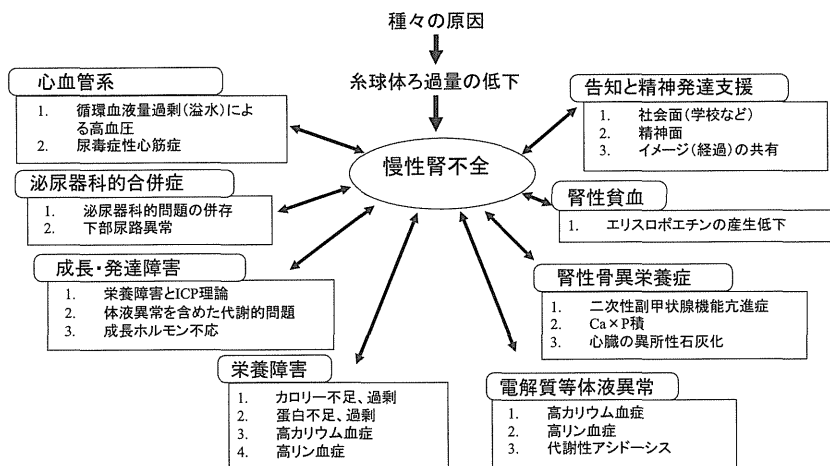 種々の原因
糸球体ろ過量の低下
慢性腎不全
心血管系
1. 循環血液量過剰(溢水)によ
る高血圧
2. 尿毒症性心筋症
泌尿器科的合併症
1. 泌尿器科的問題の併存
2. 下部尿路異常
成長・発達障害
1. 栄養障害とICP理論
2. 体液異常を含めた代謝的問題
3. 成長ホルモン不応
栄養障害
1. カロリー不足、過剰
2. 蛋白不足、過剰
3. 高カリウム血症
4. 高リン血症
告知と精神発達支援
1. 社会面(学校など)
2. 精神面
3. イメージ(経過)の共有
腎性貧血
1. エリスロポエチンの産生低下
腎性骨異栄養症
1. 二次性副甲状腺機能亢進症
2. Ca×P積
3. 心臓の異所性石灰化
電解質等体液異常
1. 高カリウム血症
2. 高リン血症
3. 代謝性アシドーシス